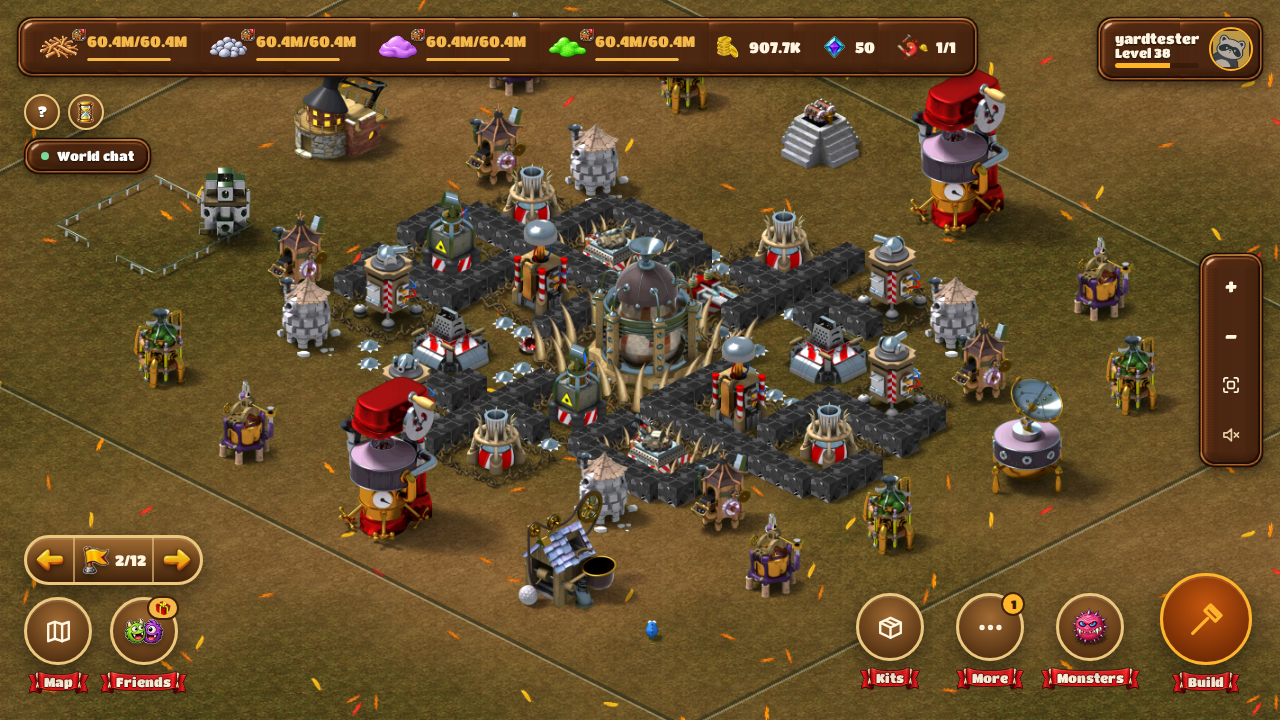 60.4M/60.4M
60.4M/60.4M
60.4M/60.4M
60.4M/60.4M
907.7K
50
1/1
yardtester
Level 38
?
World chat
2/12
Map
Friends
Kits
1
More
Monsters
Build